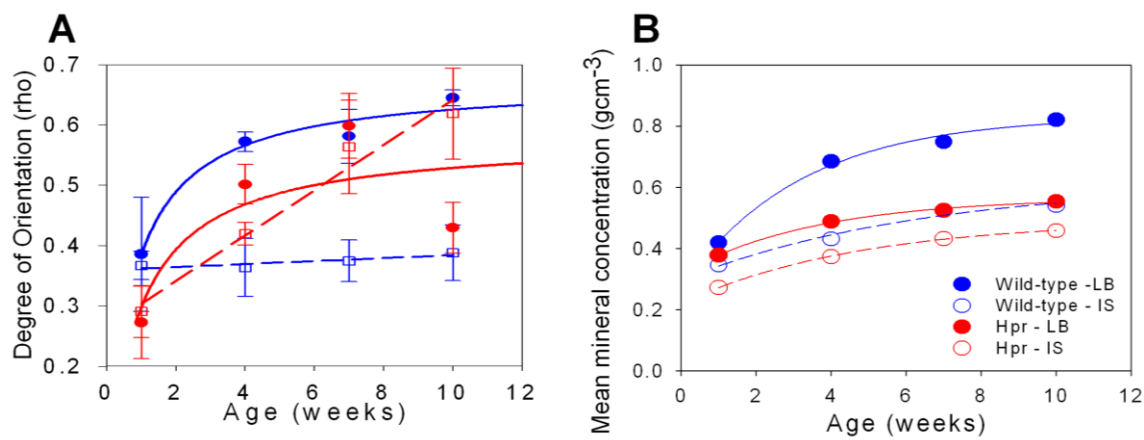 A
Degree of Orientation (rho)
0.7
0.6
0.5
0.4
0.3
0.2
0 2 4 6 8 10 12
Age (weeks)
B
Mean mineral concentration (gcm-3)
1.0
0.8
0.6
0.4
0.2
0.0
0 2 4 6 8 10 12
Age (weeks)
Wild-type -LB
Wild-type - IS
Hpr - LB
Hpr - IS